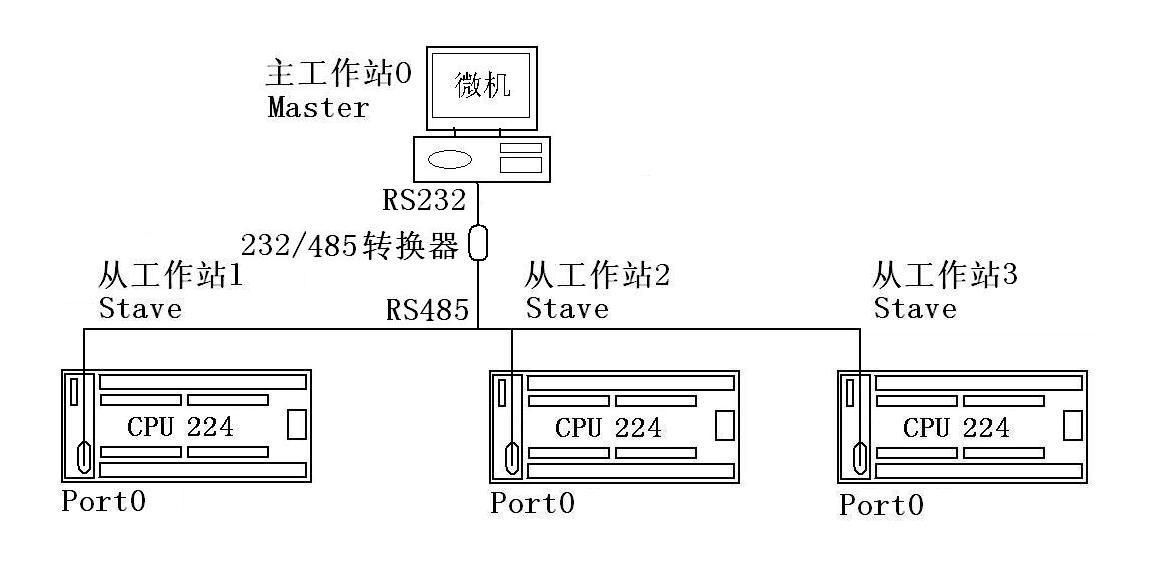 主工作站0
Master
微机
RS232
232/485转换器
从工作站1
Stave
RS485
从工作站2
Stave
从工作站3
Stave
CPU 224
CPU 224
CPU 224
Port0
Port0
Port0